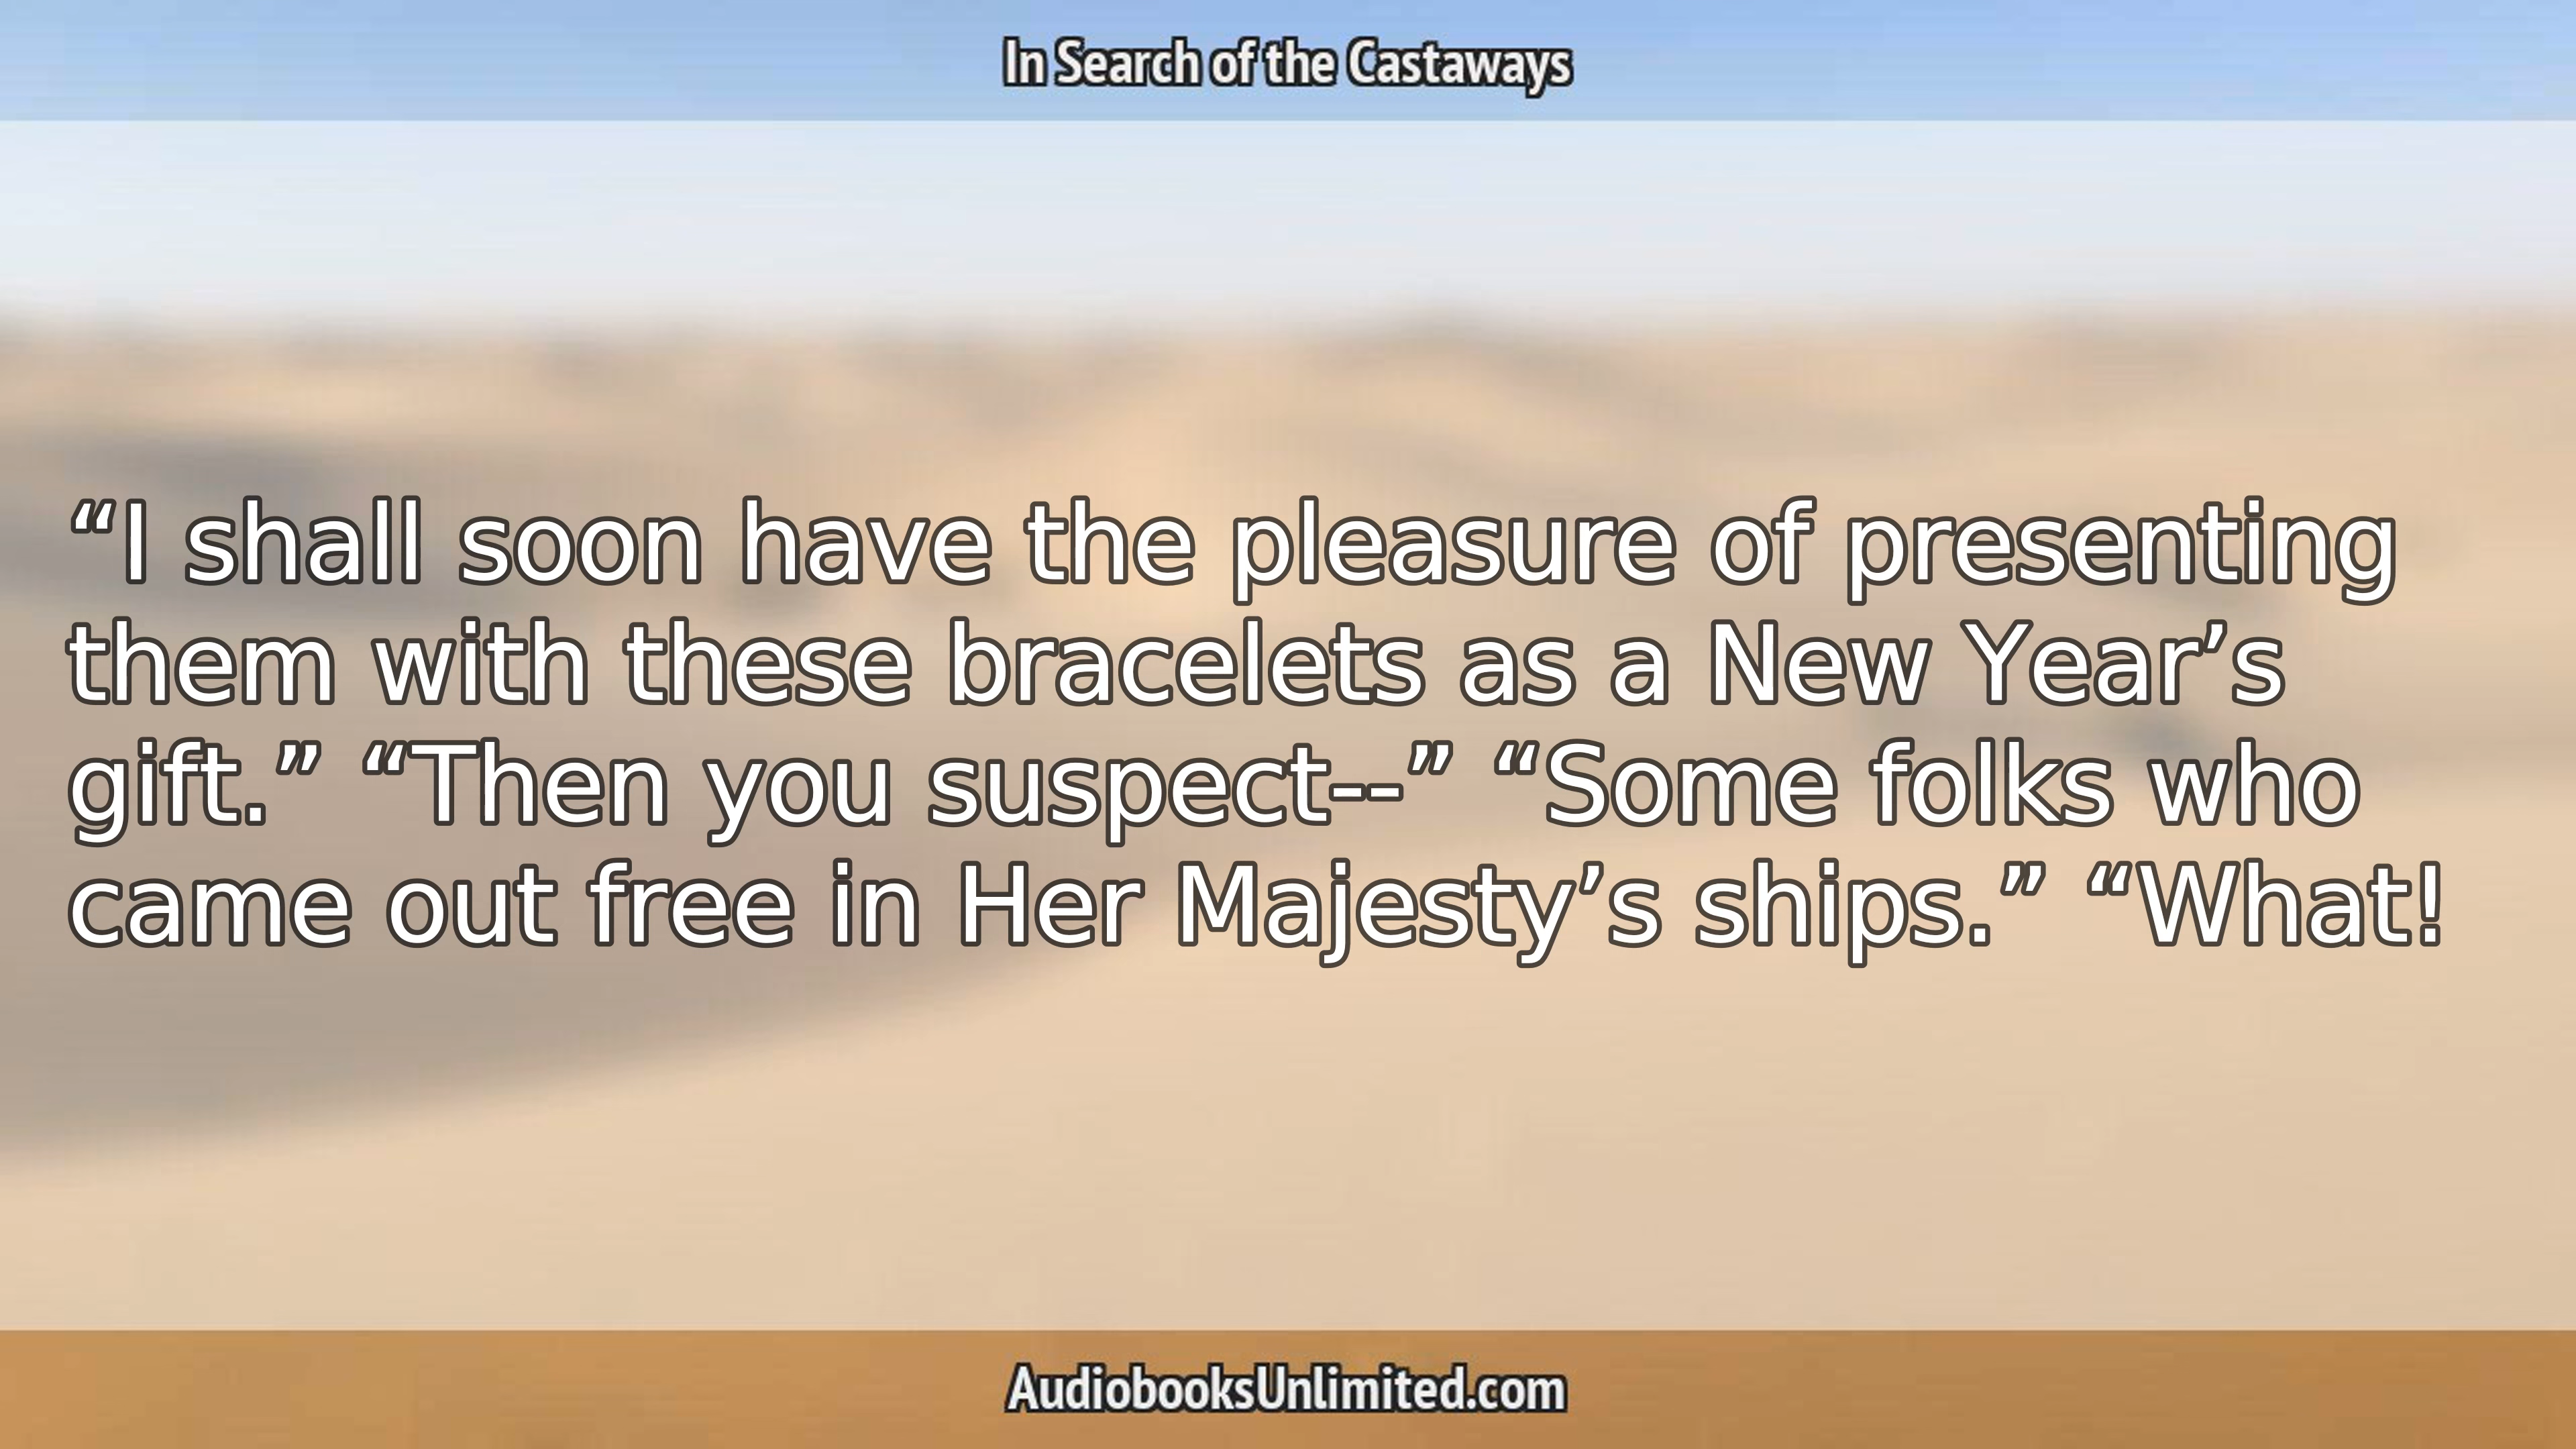 In Search of the Castaways
“I shall soon have the pleasure of presenting
them with these bracelets as a New Year’s
gift.” “Then you suspect--” “Some folks who
came out free in Her Majesty’s ships.” “What!
AudiobooksUnlimited.com